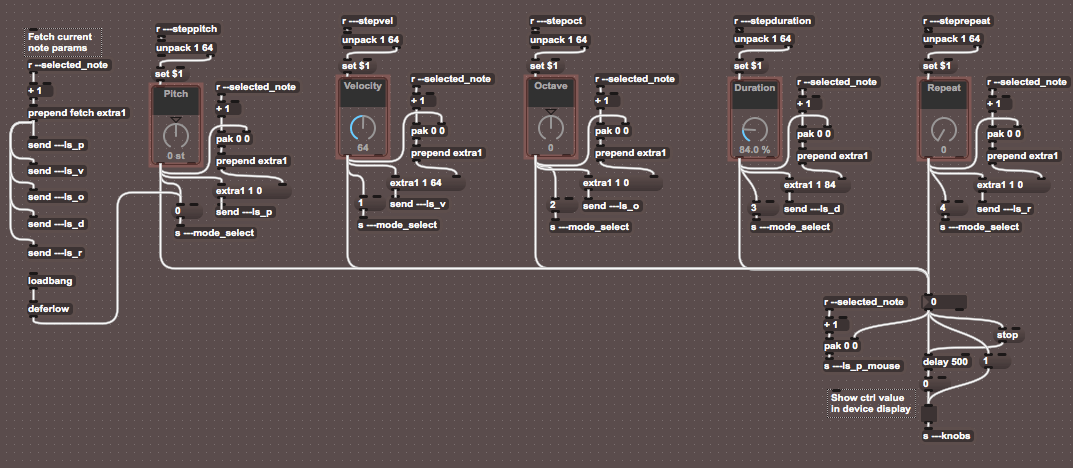 Fetch current
note params
r --selected_note
+ 1
prepend fetch extra1
send ---ls_p
send ---ls_v
send ---ls_o
send ---ls_d
send ---ls_r
loadbang
deferlow
r ---steppitch
unpack 1 64
set $1
Pitch
0 st
r --selected_note
+ 1
pak 0 0
prepend extra1
extra1 1 0
send ---ls_p
0
s ---mode_select
r ---stepvel
unpack 1 64
set $1
Velocity
64
r --selected_note
+ 1
pak 0 0
prepend extra1
extra1 1 64
send ---ls_v
1
s ---mode_select
r ---stepoct
unpack 1 64
set $1
Octave
0
r --selected_note
+ 1
pak 0 0
prepend extra1
extra1 1 0
send ---ls_o
2
s ---mode_select
r ---stepduration
unpack 1 64
set $1
Duration
84.0 %
r --selected_note
+ 1
pak 0 0
prepend extra1
extra1 1 84
send ---ls_d
3
s ---mode_select
r ---steprepeat
unpack 1 64
set $1
Repeat
0
r --selected_note
+ 1
pak 0 0
prepend extra1
extra1 1 0
send ---ls_r
4
s ---mode_select
r --selected_note
+ 1
pak 0 0
s ---ls_p_mouse
0
stop
delay 500
1
0
Show ctrl value
in device display
s ---knobs